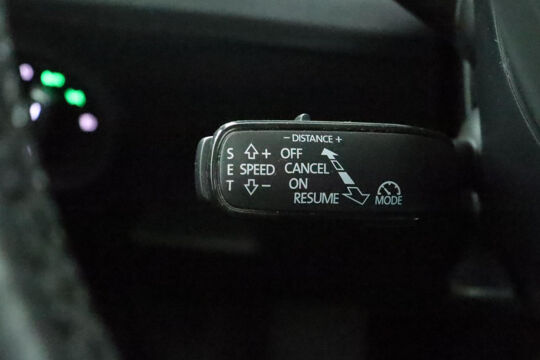 − DISTANCE +
S + OFF
E SPEED CANCEL
T − ON
RESUME MODE